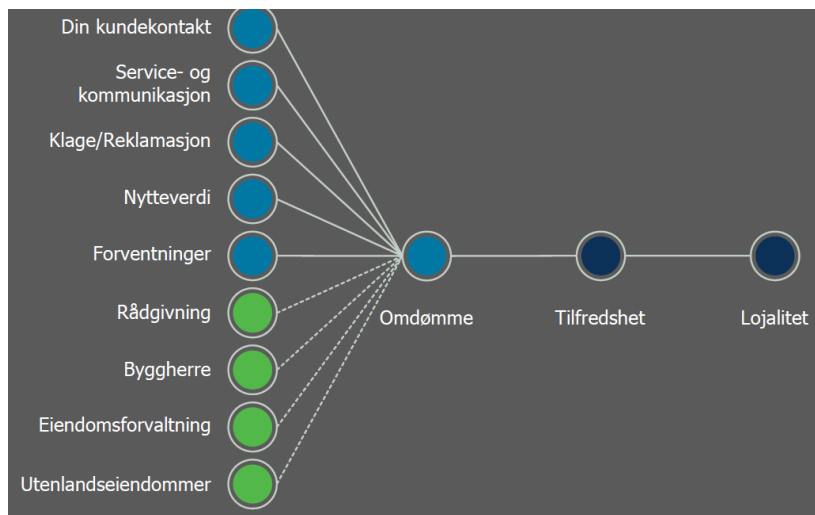 Din kundekontakt
Service- og
kommunikasjon
Klage/Reklamasjon
Nytteverdi
Forventninger
Rådgivning
Byggherre
Eiendomsforvaltning
Utenlandseiendommer
Omdømme
Tilfredshet
Lojalitet